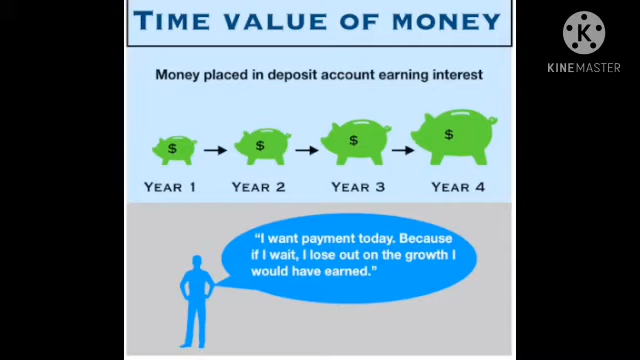 TIME VALUE OF MONEY
K
KINEMASTER
Money placed in deposit account earning interest
$ $ $ $
YEAR 1 YEAR 2 YEAR 3 YEAR 4
“I want payment today. Because
if I wait, I lose out on the growth I
would have earned.”